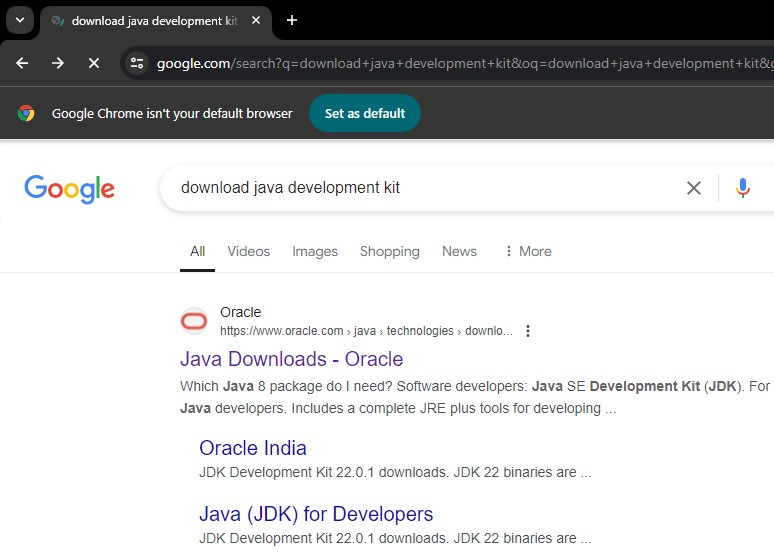 download java development kit
google.com/search?q=download+java+development+kit&oq=download+java+development+kit&
Google Chrome isn't your default browser Set as default
Google download java development kit
All Videos Images Shopping News More
Oracle
https://www.oracle.com › java › technologies › downlo...
Java Downloads - Oracle
Which Java 8 package do I need? Software developers: Java SE Development Kit (JDK). For
Java developers. Includes a complete JRE plus tools for developing ...
Oracle India
JDK Development Kit 22.0.1 downloads. JDK 22 binaries are ...
Java (JDK) for Developers
JDK Development Kit 22.0.1 downloads. JDK 22 binaries are ...